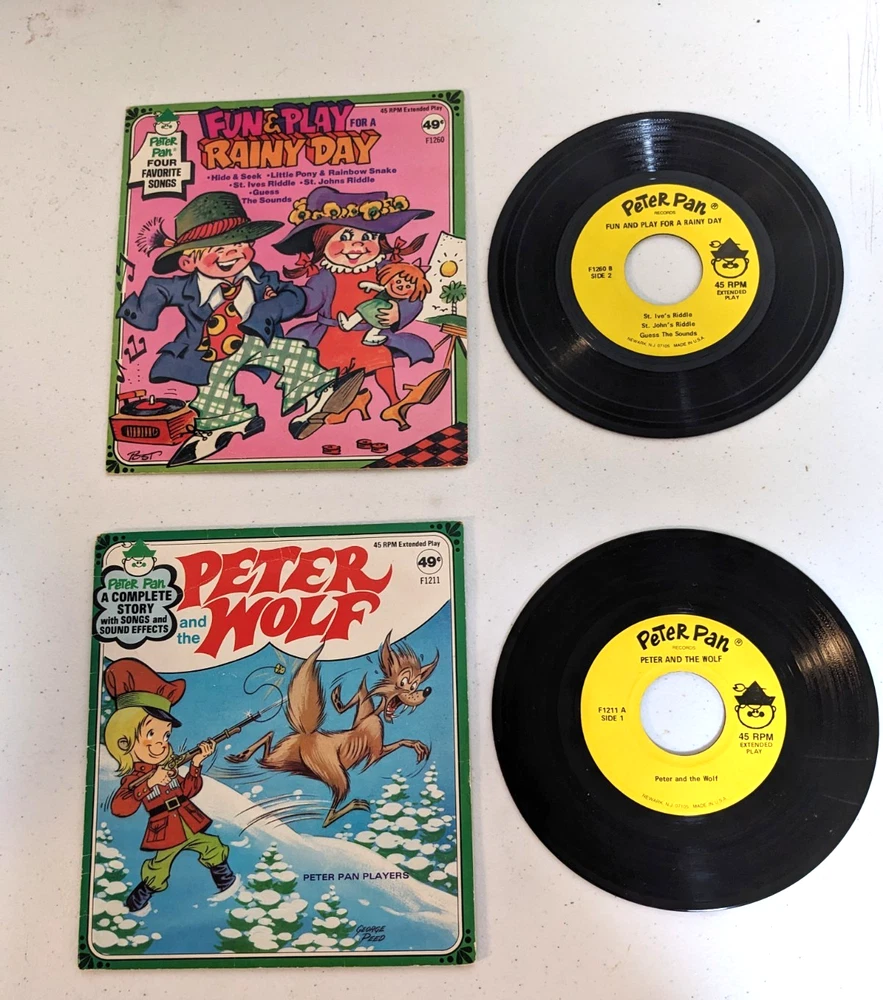 45 RPM Extended Play
FUN & PLAY FOR A
RAINY DAY
49¢
F1260
Peter
Pan®
FOUR
FAVORITE
SONGS
•Hide & Seek •Little Pony & Rainbow Snake
•St. Ives Riddle •St. Johns Riddle
•Guess
The Sounds
POST
PETER PAN®
RECORDS
FUN AND PLAY FOR A RAINY DAY
F1260 B
SIDE 2
45 RPM
EXTENDED
PLAY
St. Ive's Riddle
St. John's Riddle
Guess The Sounds
NEWARK, N.J. 07105 MADE IN U.S.A.
45 RPM Extended Play
PETER
and the WOLF
49¢
F1211
Peter Pan
A COMPLETE
STORY
with SONGS and
SOUND EFFECTS
PETER PAN PLAYERS
GEORGE
PEED
PETER PAN®
RECORDS
PETER AND THE WOLF
F1211 A
SIDE 1
45 RPM
EXTENDED
PLAY
Peter and the Wolf
NEWARK, N.J. 07105 MADE IN U.S.A.